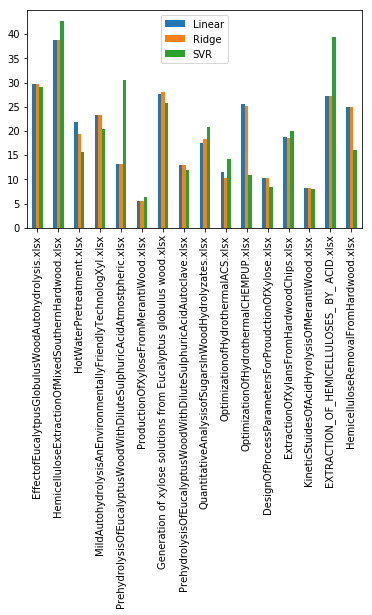 40
35
30
25
20
15
10
5
0
Linear
Ridge
SVR
EffectofEucalytpusGlobulusWoodAutohydrolysis.xlsx
HemicelluloseExtractionOfMixedSouthernHardwood.xlsx
HotWaterPretreatment.xlsx
MildAutohydrolysisAnEnvironmentallyFriendlyTechnologXyl.xlsx
PrehydrolysisOfEucalyptusWoodWithDiluteSulphuricAcidAtmostpheric.xlsx
ProductionOfXyloseFromMerantiWood.xlsx
Generation of xylose solutions from Eucalyptus globulus wood.xlsx
PrehydrolysisOfEucalyptusWoodWithDiluteSulphuricAcidAutoclave.xlsx
QuantitativeAnalysisofSugarsInWoodHydrolyzates.xlsx
OptimizationofHydrothermalACS.xlsx
OptimizationOfHydrothermalCHEMPUP.xlsx
DesignOfProcessParametersForProudctionOfXylose.xlsx
ExtractionOfXylansFromHardwoodChips.xlsx
KineticStuidesOfAcidHyrolysisOfMerantiWood.xlsx
EXTRACTION_OF_HEMICELLULOSES_BY_ACID.xlsx
HemicelluloseRemovalFromHardwood.xlsx